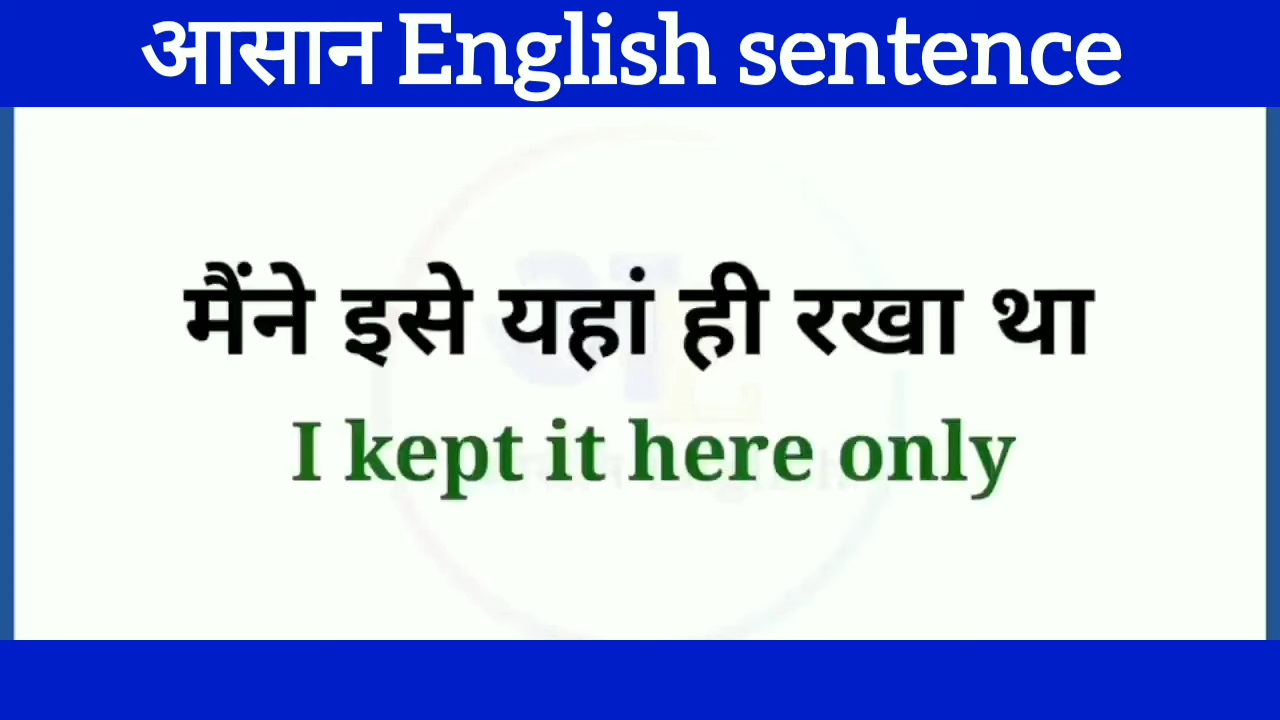 आसान English sentence
मैंने इसे यहां ही रखा था
I kept it here only